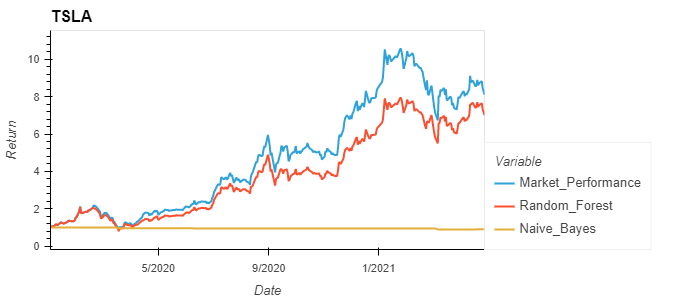 TSLA
Return
10
8
6
4
2
0
5/2020
9/2020
1/2021
Date
Variable
Market_Performance
Random_Forest
Naive_Bayes